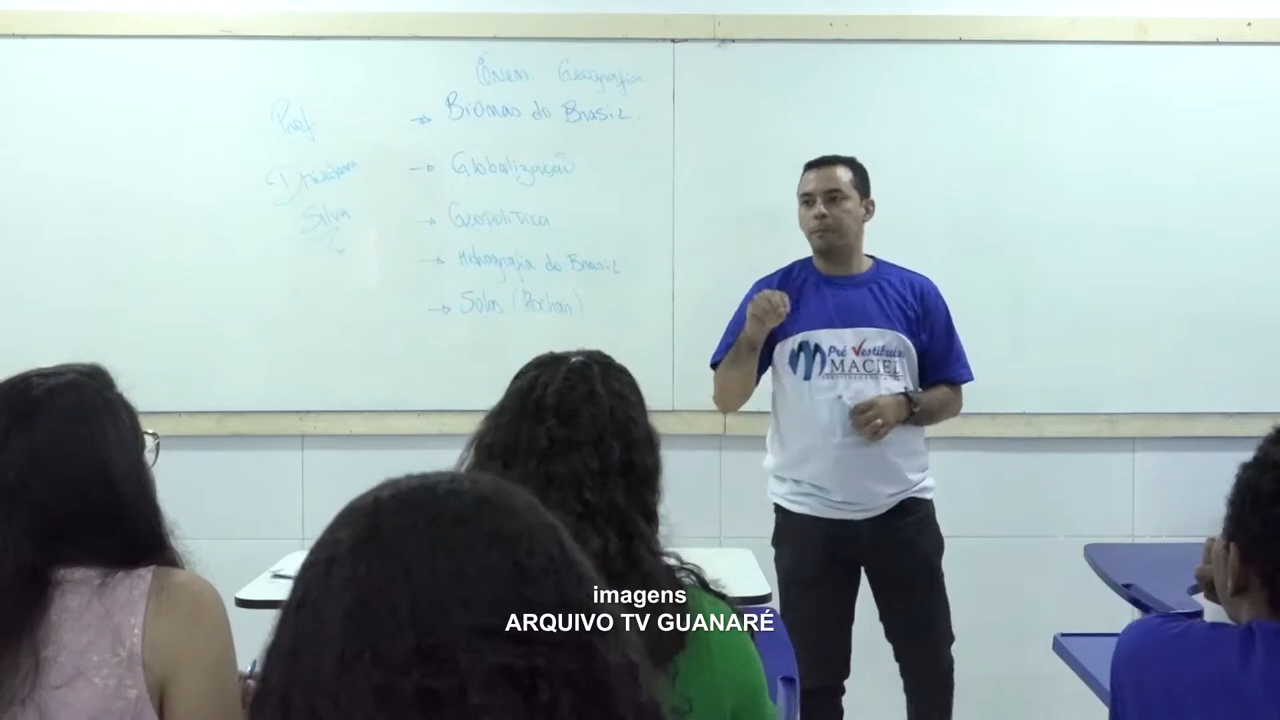 Enem Geografia
Prof
Silva
→ Biomas do Brasil.
→ Globalização
→ Geopolítica
→ Hidrografia do Brasil
→ Solos (Rochas)
Pré Vestibular
MACIEL
imagens
ARQUIVO TV GUANARÉ